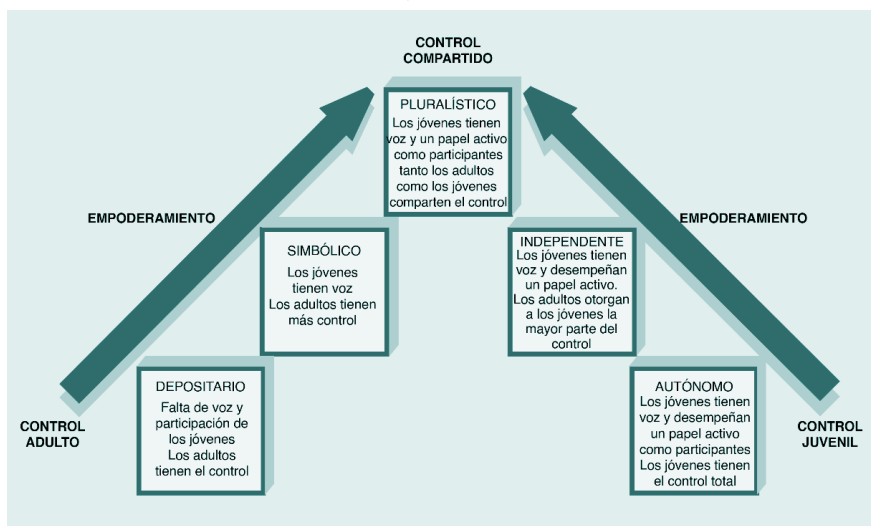 CONTROL
COMPARTIDO
PLURALÍSTICO
Los jóvenes tienen
voz y un papel activo
como participantes
tanto los adultos
como los jóvenes
comparten el control
EMPODERAMIENTO
EMPODERAMIENTO
SIMBÓLICO
Los jóvenes
tienen voz
Los adultos tienen
más control
INDEPENDENTE
Los jóvenes tienen
voz y desempeñan
un papel activo.
Los adultos otorgan
a los jóvenes la
mayor parte del
control
DEPOSITARIO
Falta de voz y
participación de
los jóvenes
Los adultos
tienen el control
AUTÓNOMO
Los jóvenes tienen
voz y desempeñan
un papel activo
como participantes
Los jóvenes tienen
el control total
CONTROL
ADULTO
CONTROL
JUVENIL